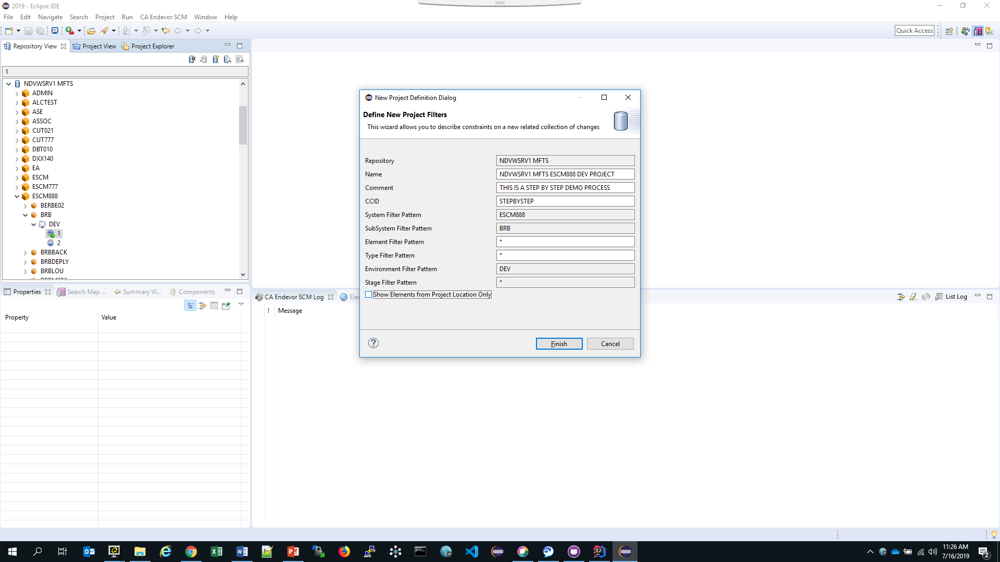 2019 - Eclipse IDE
File Edit Navigate Search Project Run CA Endevor SCM Window Help
Quick Access
Repository View Project View Project Explorer
1
NDVWSRV1 MFTS
ADMIN
ALCTEST
ASE
ASSOC
CUT021
CUT777
DBT010
DXX140
EA
ESCM
ESCM777
ESCM888
BERBE02
BRB
DEV
1
2
BRBBACK
BRBDEPLY
BRBLOU
Properties Search Map ... Summary Vi... Components
Property Value
New Project Definition Dialog
Define New Project Filters
This wizard allows you to describe constraints on a new related collection of changes
Repository NDVWSRV1 MFTS
Name NDVWSRV1 MFTS ESCM888 DEV PROJECT
Comment THIS IS A STEP BY STEP DEMO PROCESS
CCID STEPBYSTEP
System Filter Pattern ESCM888
SubSystem Filter Pattern BRB
Element Filter Pattern *
Type Filter Pattern *
Environment Filter Pattern DEV
Stage Filter Pattern *
Show Elements from Project Location Only
Finish Cancel
CA Endevor SCM Log Eler List Log
! Message
11:26 AM
7/16/2019
2